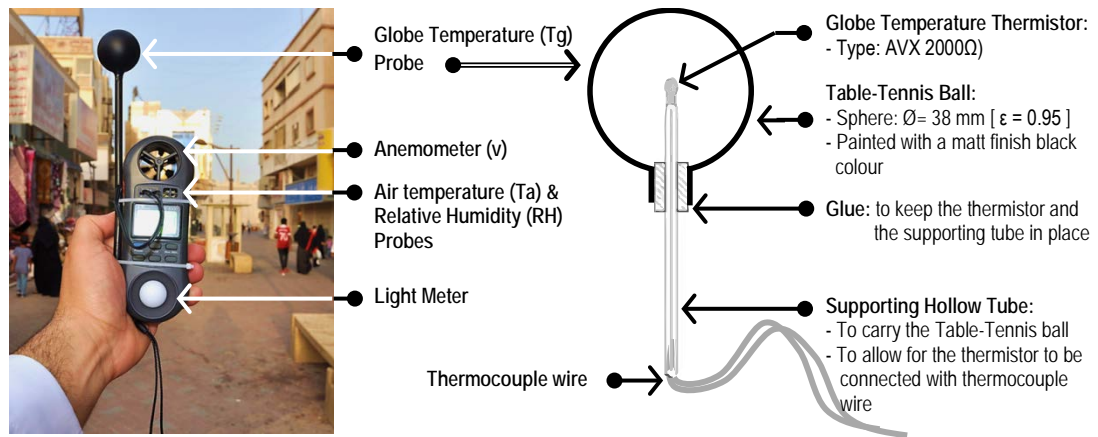 Globe Temperature (Tg)
Probe
Anemometer (v)
Air temperature (Ta) &
Relative Humidity (RH)
Probes
Light Meter
Thermocouple wire
Globe Temperature Thermistor:
- Type: AVX 2000Ω)
Table-Tennis Ball:
- Sphere: Ø= 38 mm [ ε = 0.95 ]
- Painted with a matt finish black
colour
Glue: to keep the thermistor and
the supporting tube in place
Supporting Hollow Tube:
- To carry the Table-Tennis ball
- To allow for the thermistor to be
connected with thermocouple
wire